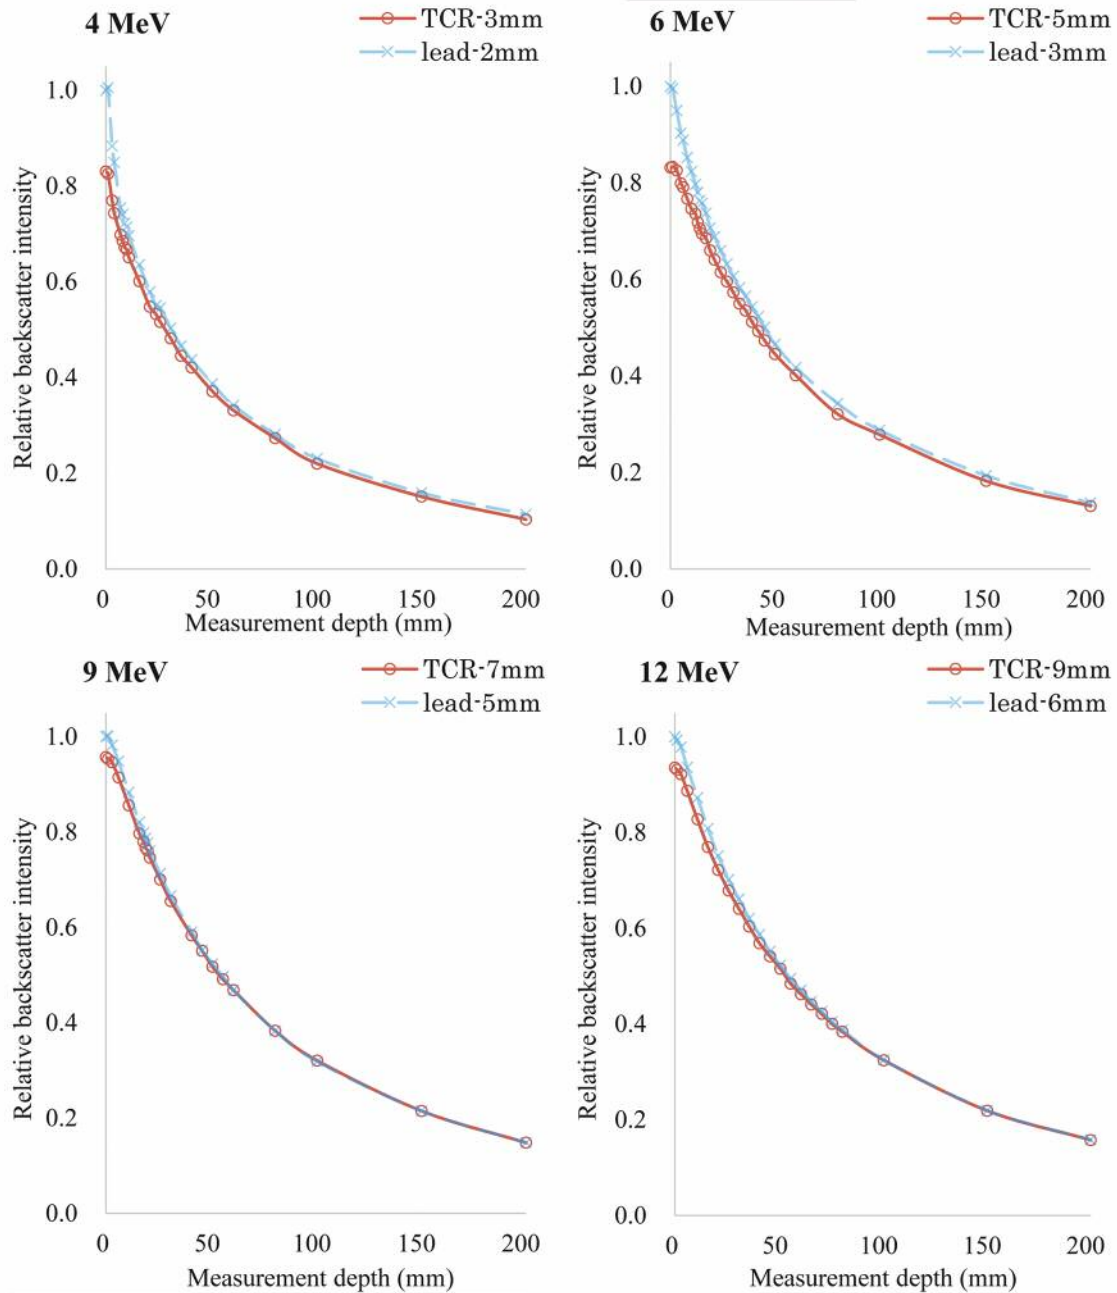 4 MeV
TCR-3mm
lead-2mm
Relative backscatter intensity
1.0
0.8
0.6
0.4
0.2
0.0
0 50 100 150 200
Measurement depth (mm)
6 MeV
TCR-5mm
lead-3mm
Relative backscatter intensity
1.0
0.8
0.6
0.4
0.2
0.0
0 50 100 150 200
Measurement depth (mm)
9 MeV
TCR-7mm
lead-5mm
Relative backscatter intensity
1.0
0.8
0.6
0.4
0.2
0.0
0 50 100 150 200
Measurement depth (mm)
12 MeV
TCR-9mm
lead-6mm
Relative backscatter intensity
1.0
0.8
0.6
0.4
0.2
0.0
0 50 100 150 200
Measurement depth (mm)